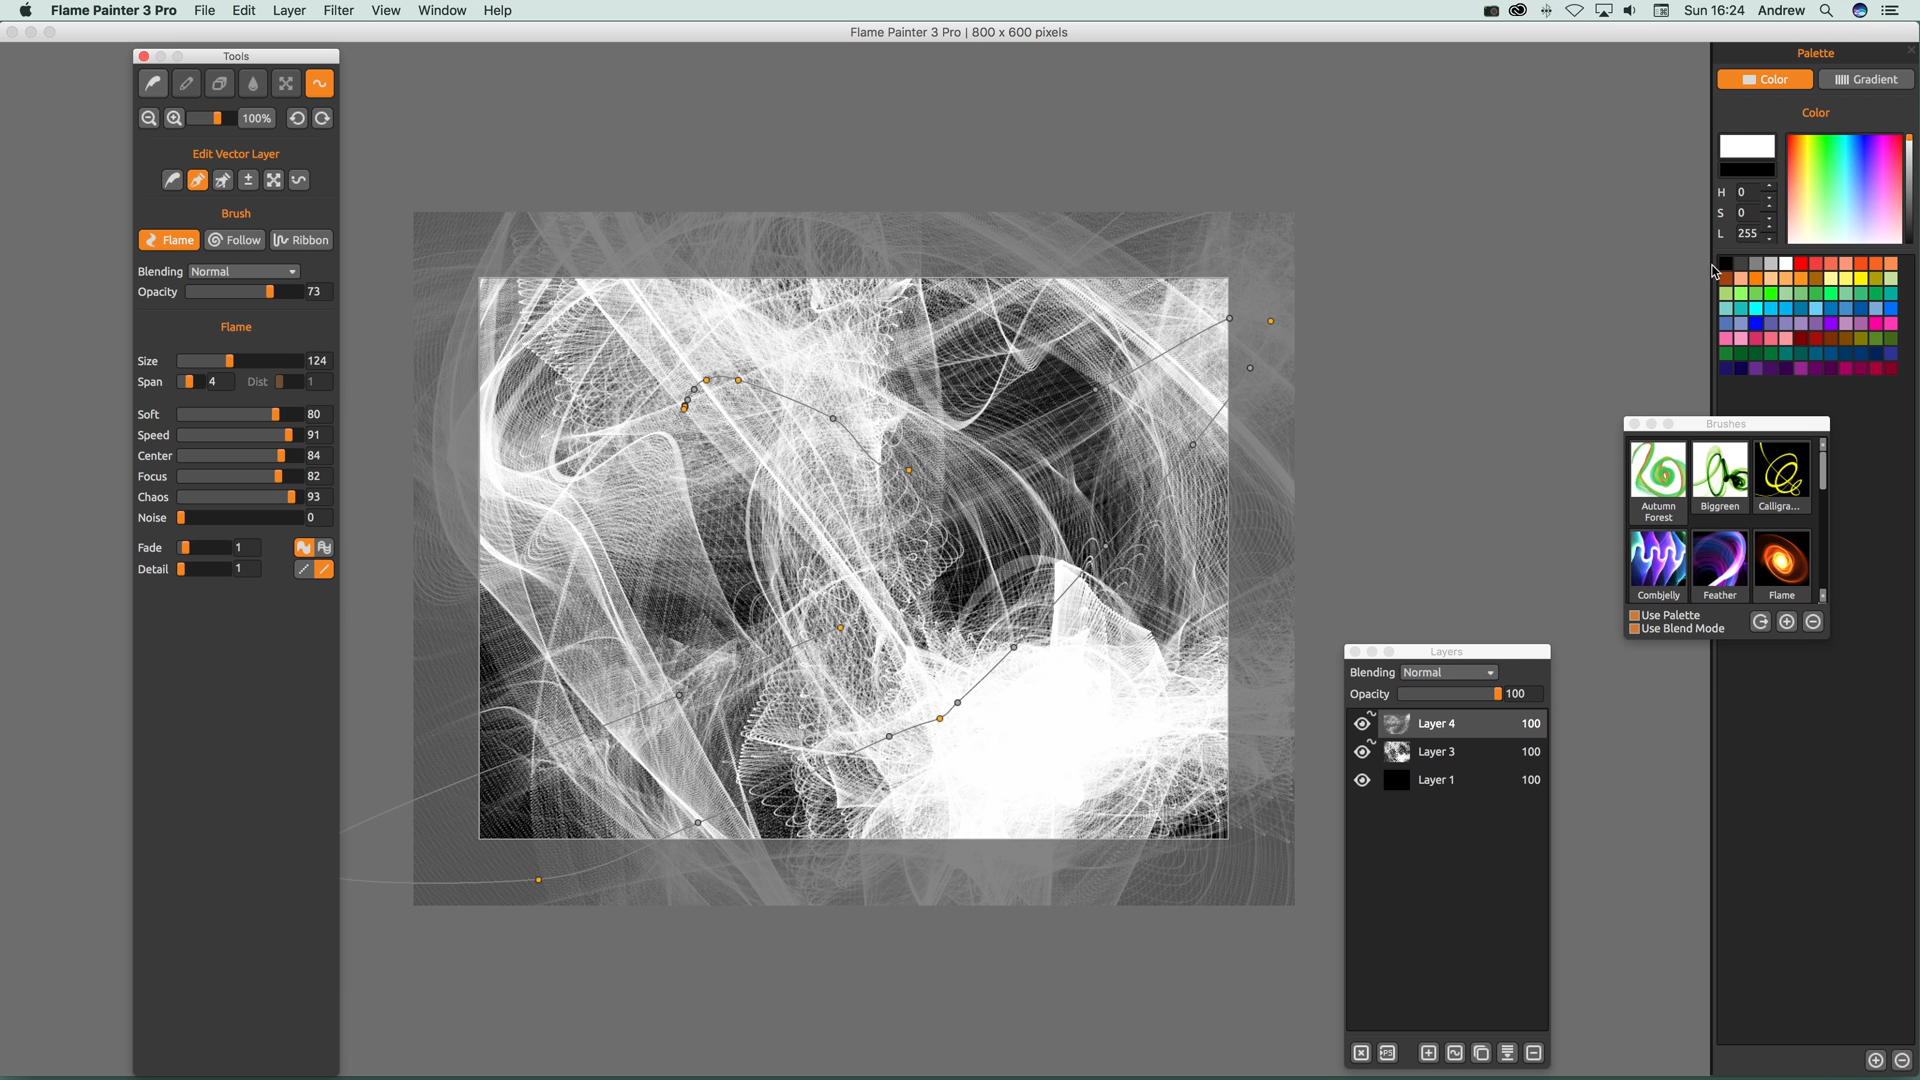 Flame Painter 3 Pro File Edit Layer Filter View Window Help
Sun 16:24 Andrew
Flame Painter 3 Pro | 800 x 600 pixels
Tools
100%
Edit Vector Layer
Brush
Flame Follow Ribbon
Blending Normal
Opacity 73
Flame
Size 124
Span 4 Dist 1
Soft 80
Speed 91
Center 84
Focus 82
Chaos 93
Noise 0
Fade 1
Detail 1
Palette
Color Gradient
Color
H 0
S 0
L 255
Brushes
Autumn Forest
Biggreen
Calligra...
Combjelly
Feather
Flame
Use Palette
Use Blend Mode
Layers
Blending Normal
Opacity 100
Layer 4 100
Layer 3 100
Layer 1 100
PS